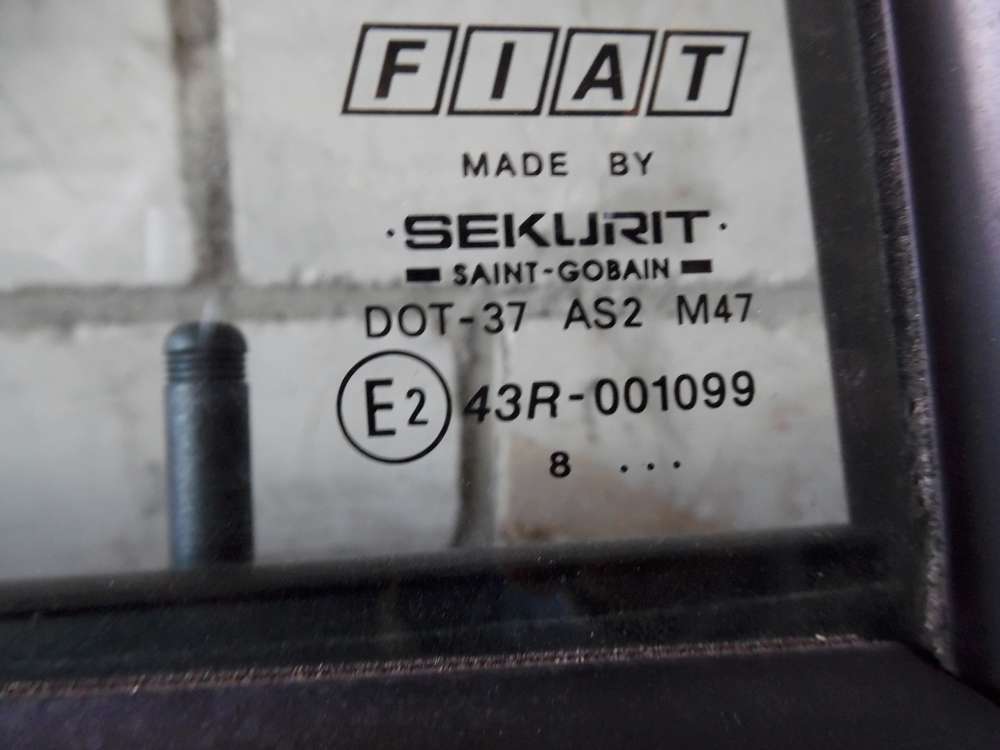 FIAT
MADE BY
·SEKURIT·
SAINT-GOBAIN
DOT-37 AS2 M47
E2 43R-001099
8 ...